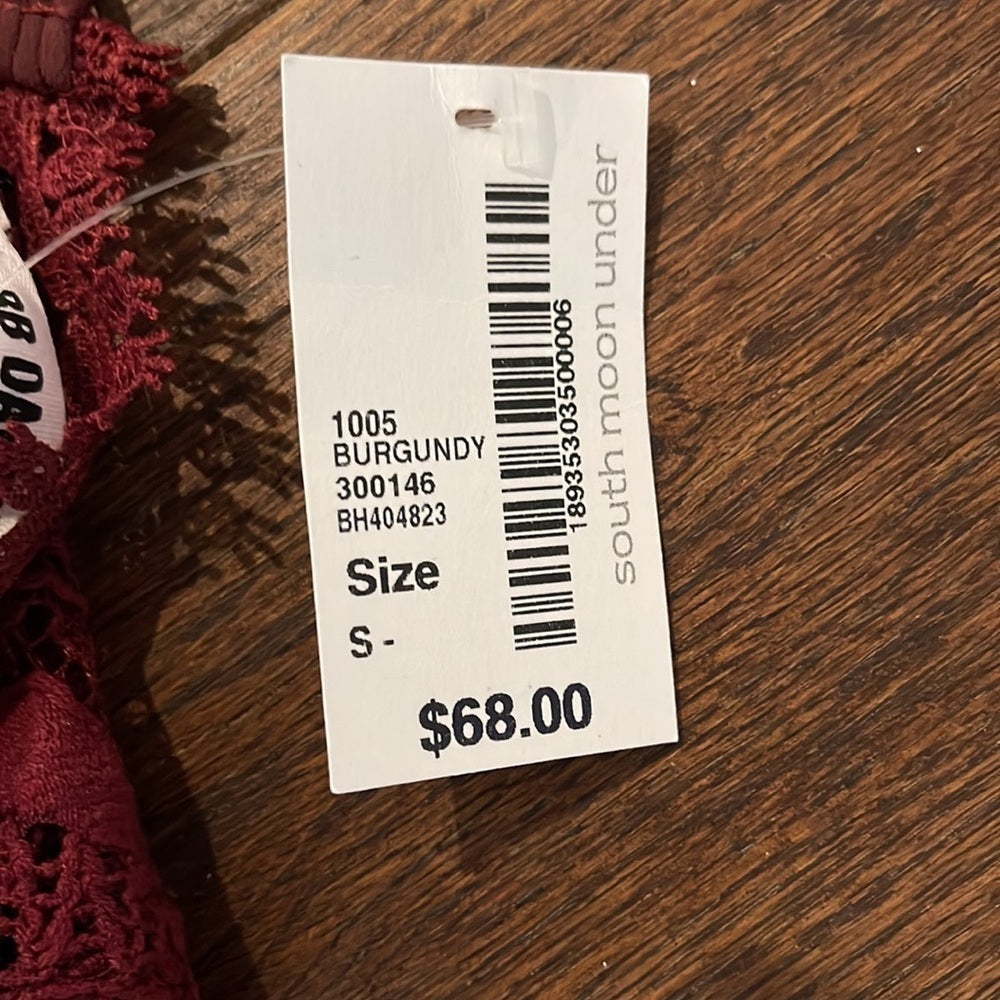 1005
BURGUNDY
300146
BH404823
Size
S -
$68.00
189353035000006
south moon under